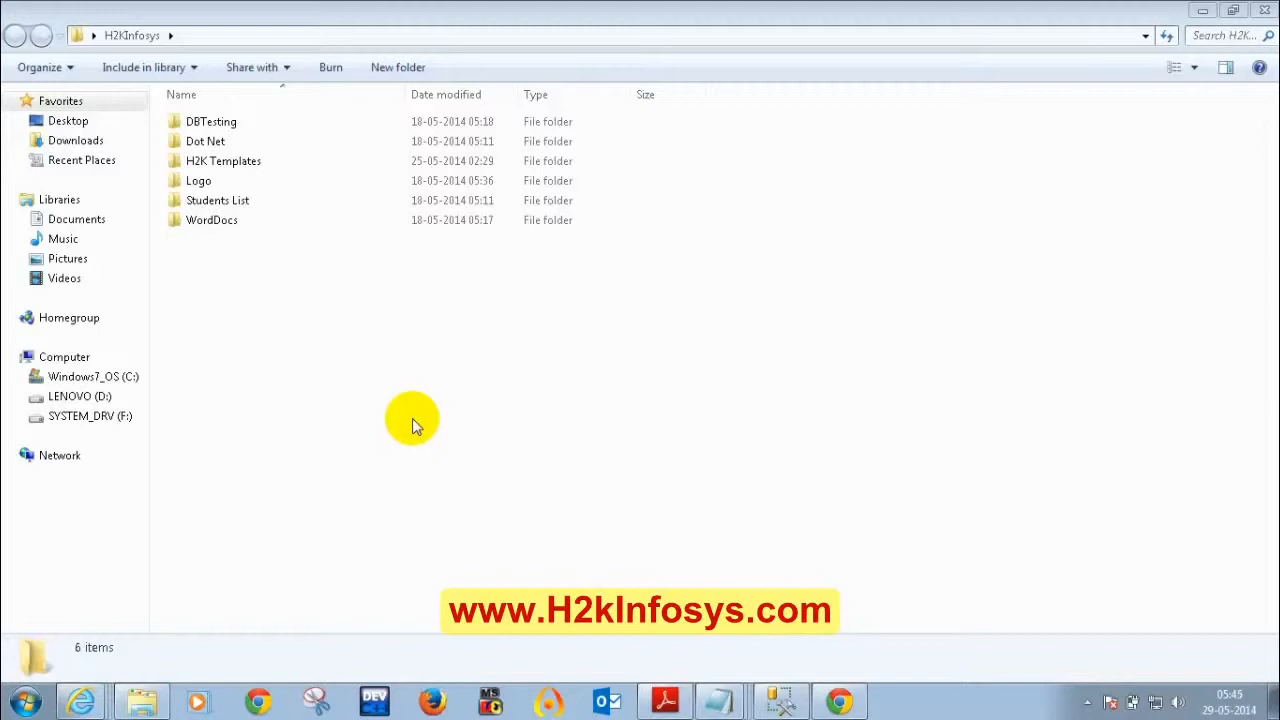 H2KInfosys
Search H2K...
Organize Include in library Share with Burn New folder
Name Date modified Type Size
Favorites
Desktop
Downloads
Recent Places
Libraries
Documents
Music
Pictures
Videos
Homegroup
Computer
Windows7_OS (C:)
LENOVO (D:)
SYSTEM_DRV (F:)
Network
DBTesting 18-05-2014 05:18 File folder
Dot Net 18-05-2014 05:11 File folder
H2K Templates 25-05-2014 02:29 File folder
Logo 18-05-2014 05:36 File folder
Students List 18-05-2014 05:11 File folder
WordDocs 18-05-2014 05:17 File folder
www.H2kInfosys.com
6 items
DEV
MS
05:45
29-05-2014